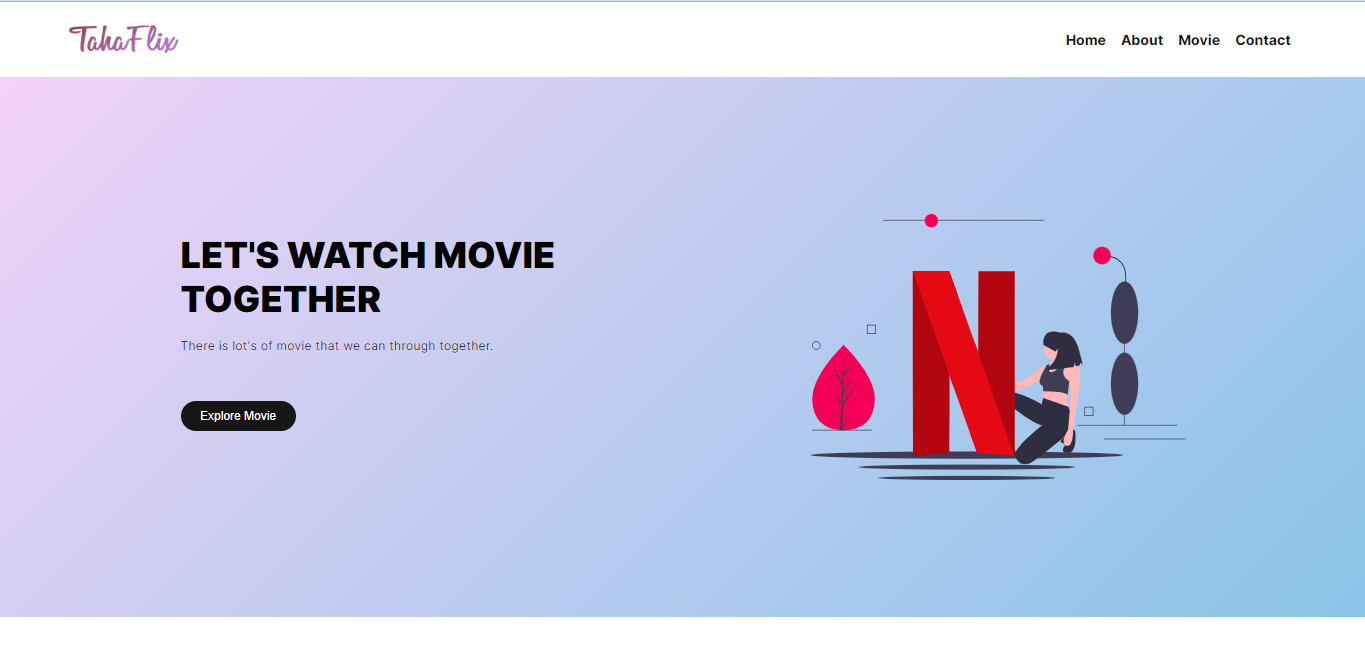 TahaFlix
Home About Movie Contact
LET'S WATCH MOVIE
TOGETHER
There is lot's of movie that we can through together.
Explore Movie
N